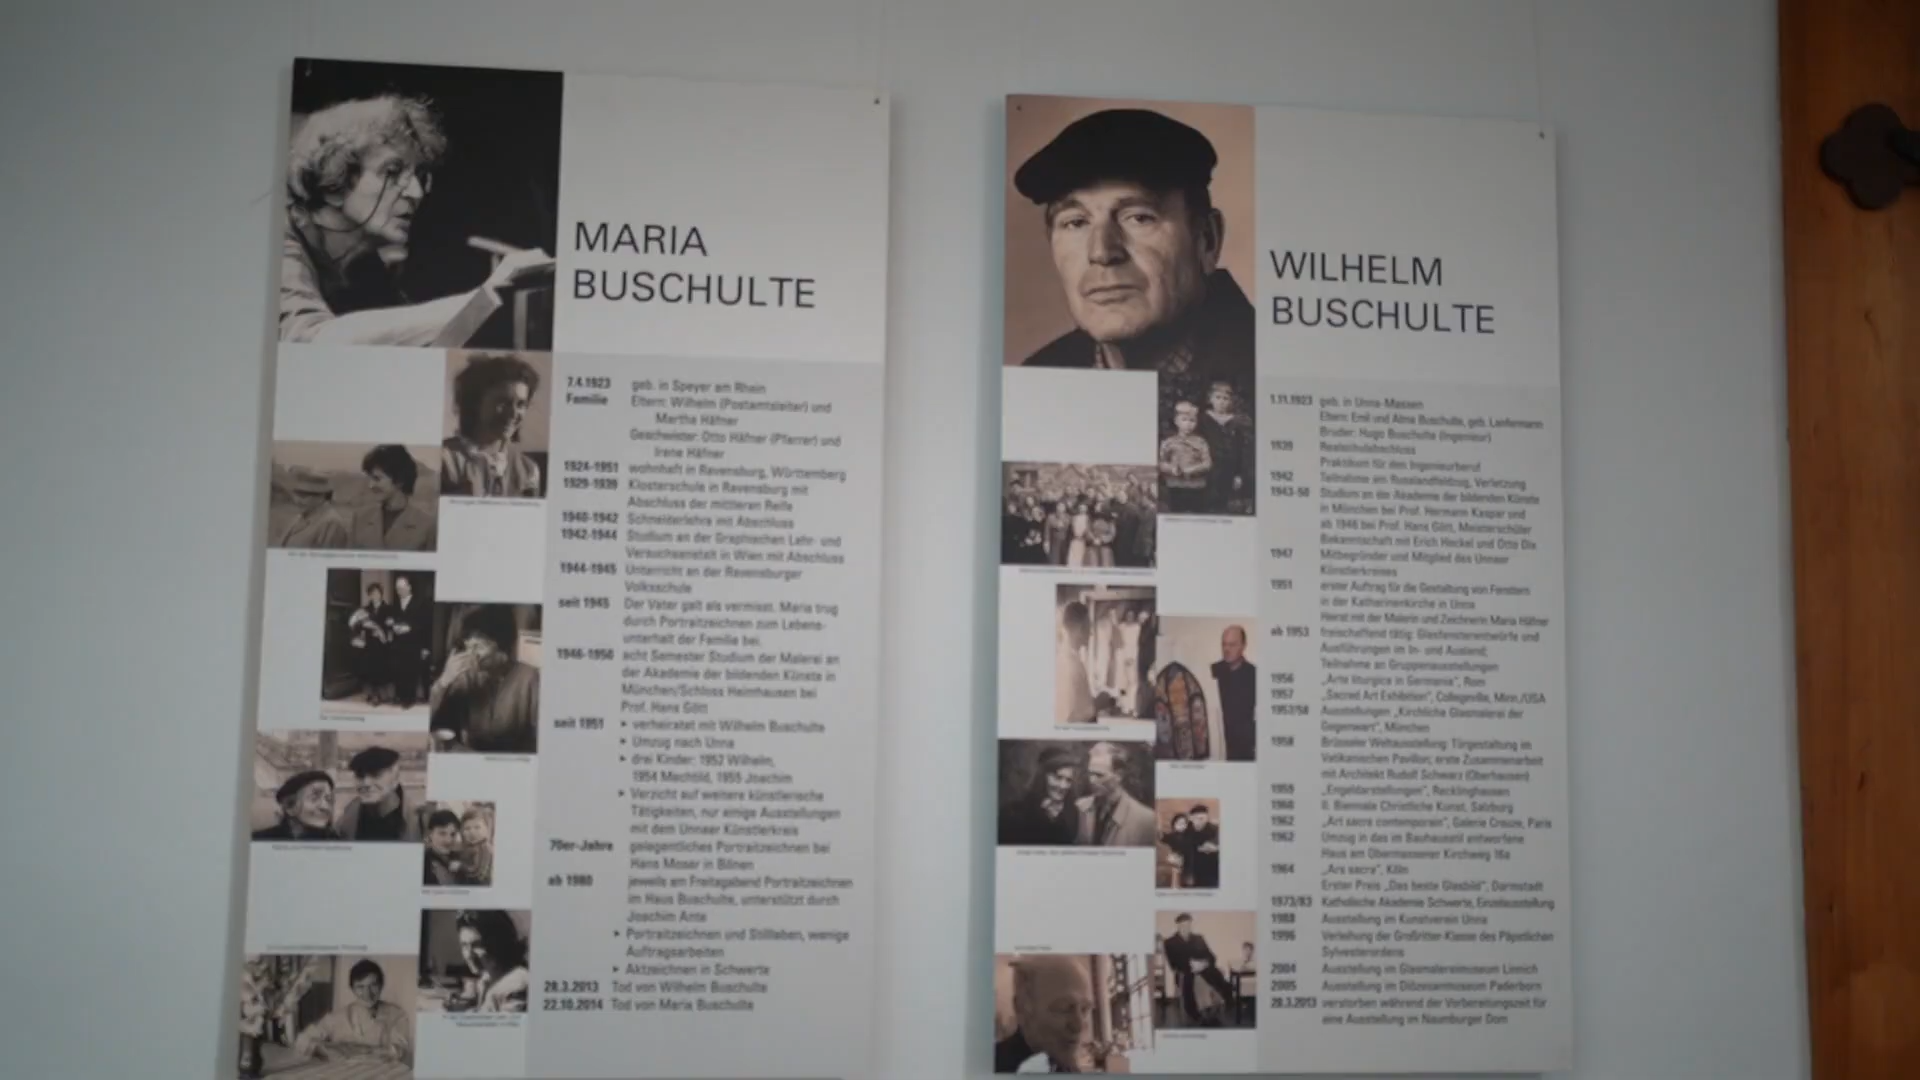 MARIA
BUSCHULTE
7.4.1923 geb. in Speyer am Rhein
Familie Eltern: Wilhelm (Postamtsleiter) und
Martha Häfner
Geschwister: Otto Häfner (Pfarrer) und
Irene Häfner
1924-1951 wohnhaft in Ravensburg, Württemberg
1929-1939 Klosterschule in Ravensburg mit
Abschluss der mittleren Reife
1940-1942 Schneiderlehre mit Abschluss
1942-1944 Studium an der Graphischen Lehr- und
Versuchsanstalt in Wien mit Abschluss
1944-1945 Unterricht an der Ravensburger
Volksschule
seit 1945 Der Vater galt als vermisst. Maria trug
durch Portraitzeichnen zum Lebens-
unterhalt der Familie bei.
1946-1950 acht Semester Studium der Malerei an
der Akademie der bildenden Künste in
München/Schloss Haimhausen bei
Prof. Hans Gött
seit 1951 ▸ verheiratet mit Wilhelm Buschulte
▸ Umzug nach Unna
▸ drei Kinder: 1952 Wilhelm,
1954 Mechtild, 1955 Joachim
▸ Verzicht auf weitere künstlerische
Tätigkeiten, nur einige Ausstellungen
mit dem Unnaer Künstlerkreis
70er-Jahre gelegentliches Portraitzeichnen bei
Hans Moser in Bönen
ab 1980 jeweils am Freitagabend Portraitzeichnen
im Haus Buschulte, unterstützt durch
Joachim Ante
▸ Portraitzeichnen und Stillleben, wenige
Auftragsarbeiten
▸ Aktzeichnen in Schwerte
28.3.2013 Tod von Wilhelm Buschulte
22.10.2014 Tod von Maria Buschulte
WILHELM
BUSCHULTE
1.11.1923 geb. in Unna-Massen
Eltern: Emil und Alma Buschulte, geb. Lanfermann
Bruder: Hugo Buschulte (Ingenieur)
1939 Realschulabschluss
Praktikum für den Ingenieurberuf
1942 Teilnahme am Russlandfeldzug, Verletzung
1943-50 Studium an der Akademie der bildenden Künste
in München bei Prof. Hermann Kaspar und
ab 1946 bei Prof. Hans Gött, Meisterschüler
Bekanntschaft mit Erich Heckel und Otto Dix
1947 Mitbegründer und Mitglied des Unnaer
Künstlerkreises
1951 erster Auftrag für die Gestaltung von Fenstern
in der Katharinenkirche in Unna
Heirat mit der Malerin und Zeichnerin Maria Häfner
ab 1953 freischaffend tätig: Glasfensterentwürfe und
Ausführungen im In- und Ausland;
Teilnahme an Gruppenausstellungen
1956 „Arte liturgica in Germania", Rom
1957 „Sacred Art Exhibition", Collegeville, Minn./USA
1957/58 Ausstellungen „Kirchliche Glasmalerei der
Gegenwart", München
1958 Brüsseler Weltausstellung: Türgestaltung im
Vatikanischen Pavillon; erste Zusammenarbeit
mit Architekt Rudolf Schwarz (Oberhausen)
1959 „Engeldarstellungen", Recklinghausen
1960 II. Biennale Christliche Kunst, Salzburg
1962 „Art sacre contemporain", Galerie Creuze, Paris
1962 Umzug in das im Bauhausstil entworfene
Haus am Obermassener Kirchweg 16a
1964 „Ars sacra", Köln
Erster Preis „Das beste Glasbild", Darmstadt
1973/83 Katholische Akademie Schwerte, Einzelausstellung
1988 Ausstellung im Kunstverein Unna
1996 Verleihung der Großritter-Klasse des Päpstlichen
Sylvesterordens
2004 Ausstellung im Glasmalereimuseum Linnich
2005 Ausstellung im Diözesanmuseum Paderborn
28.3.2013 verstorben während der Vorbereitungszeit für
eine Ausstellung im Naumburger Dom